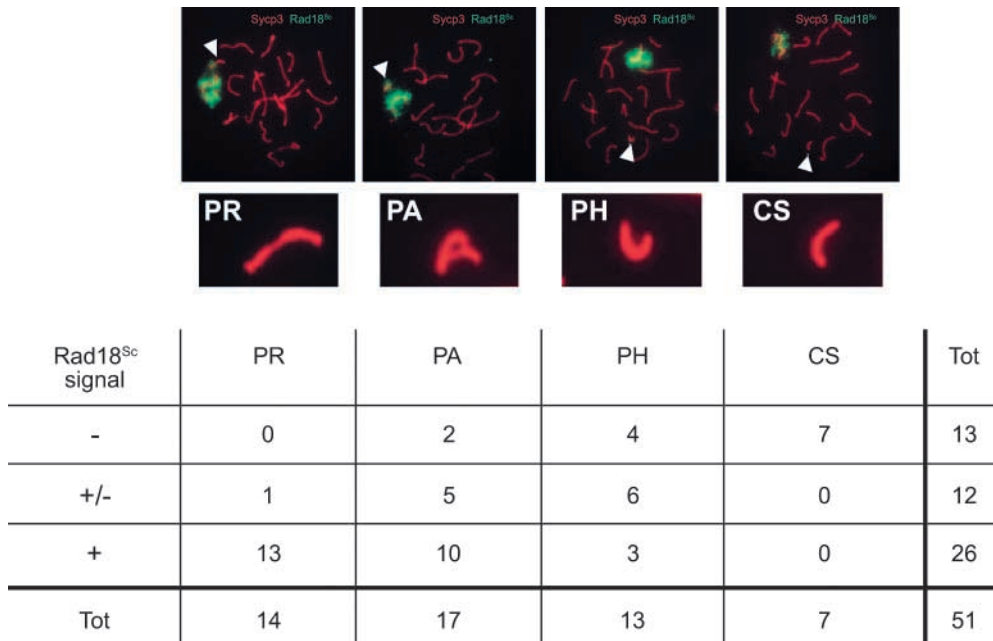 Sycp3 Rad18Sc
Sycp3 Rad18Sc
Sycp3 Rad18Sc
Sycp3 Rad18Sc
PR
PA
PH
CS
Rad18Sc signal PR PA PH CS Tot
- 0 2 4 7 13
+/- 1 5 6 0 12
+ 13 10 3 0 26
Tot 14 17 13 7 51